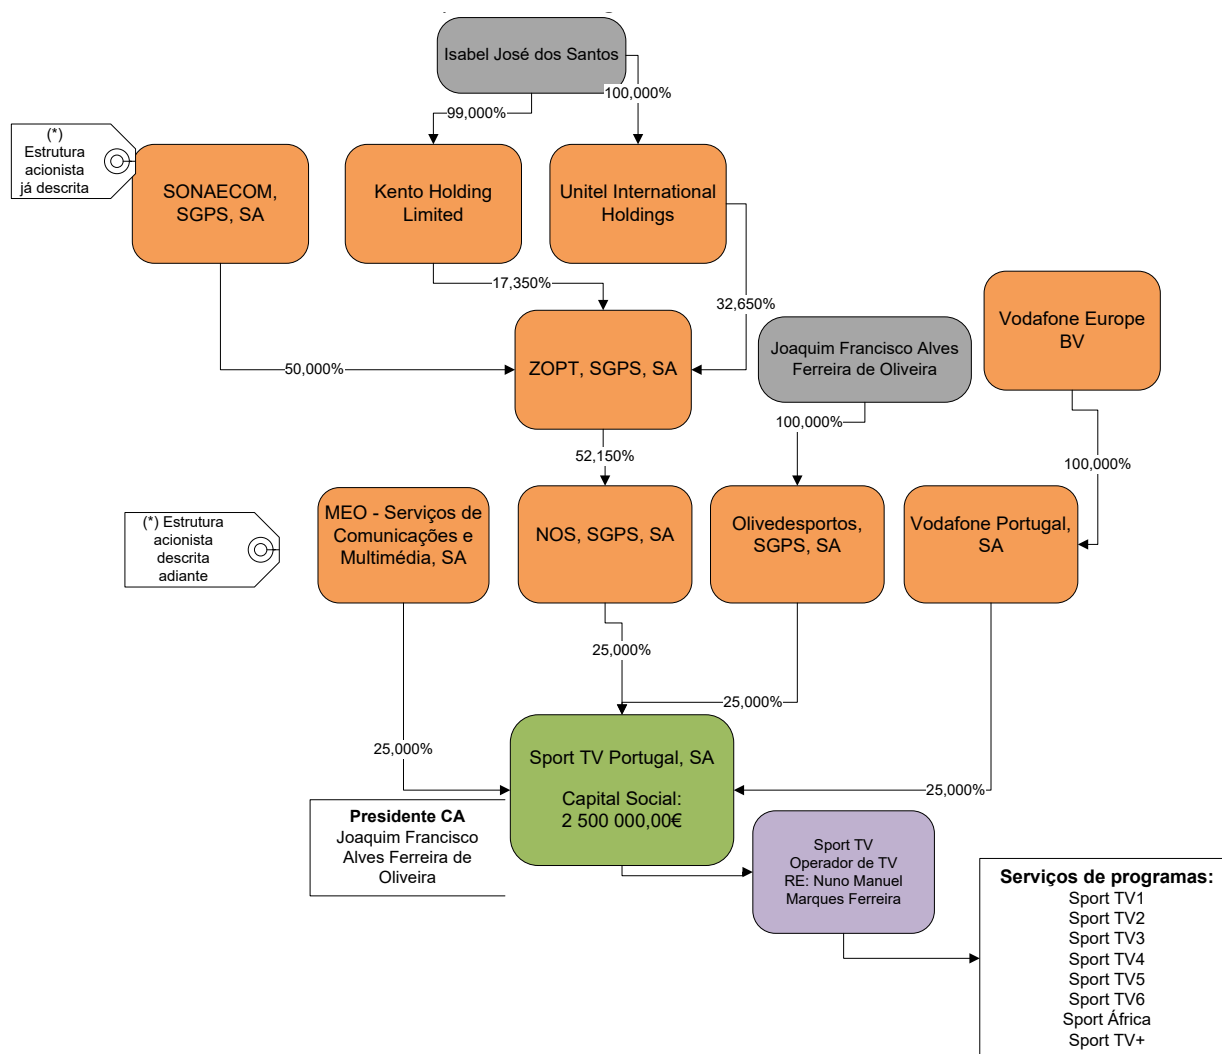 Isabel José dos Santos
100,000%
99,000%
(*)
Estrutura
acionista
já descrita
SONAECOM,
SGPS, SA
Kento Holding
Limited
Unitel International
Holdings
17,350%
32,650%
Vodafone Europe
BV
Joaquim Francisco Alves
Ferreira de Oliveira
50,000%
ZOPT, SGPS, SA
100,000%
52,150%
100,000%
(*) Estrutura
acionista
descrita
adiante
MEO - Serviços de
Comunicações e
Multimédia, SA
NOS, SGPS, SA
Olivedesportos,
SGPS, SA
Vodafone Portugal,
SA
25,000%
25,000%
25,000%
25,000%
Sport TV Portugal, SA
Capital Social:
2 500 000,00€
Presidente CA
Joaquim Francisco
Alves Ferreira de
Oliveira
Sport TV
Operador de TV
RE: Nuno Manuel
Marques Ferreira
Serviços de programas:
Sport TV1
Sport TV2
Sport TV3
Sport TV4
Sport TV5
Sport TV6
Sport África
Sport TV+